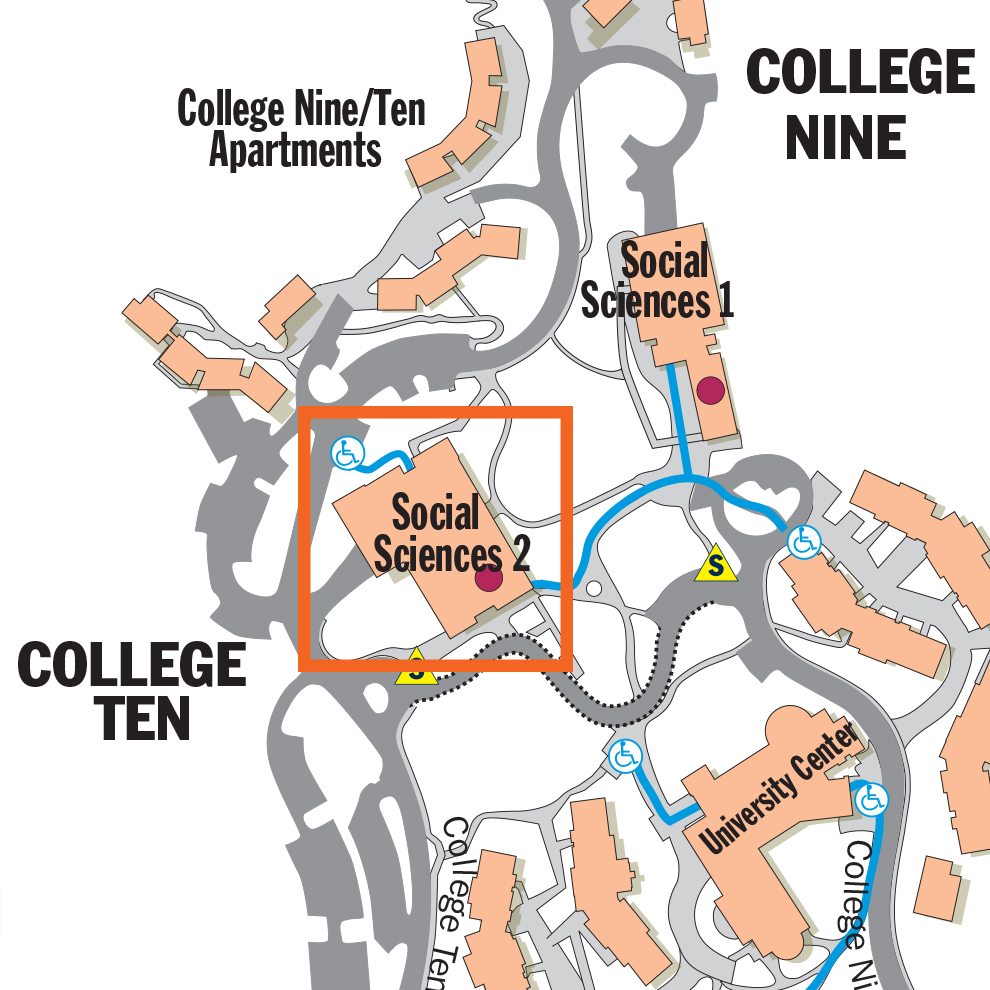 COLLEGE
NINE
College Nine/Ten
Apartments
Social
Sciences 1
Social
Sciences 2
S
COLLEGE
TEN
S
University Center
College Ten
College Ni